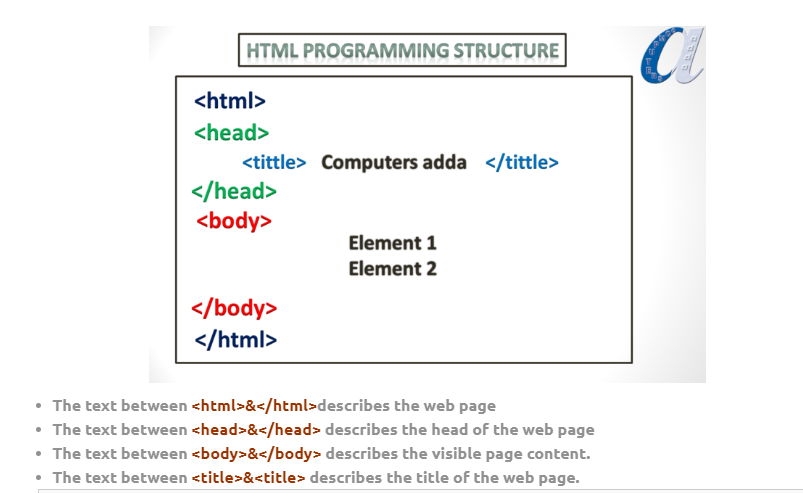 HTML PROGRAMMING STRUCTURE
<html>
<head>
<tittle> Computers adda </tittle>
</head>
<body>
Element 1
Element 2
</body>
</html>
• The text between <html>&</html>describes the web page
• The text between <head>&</head> describes the head of the web page
• The text between <body>&</body> describes the visible page content.
• The text between <title>&<title> describes the title of the web page.